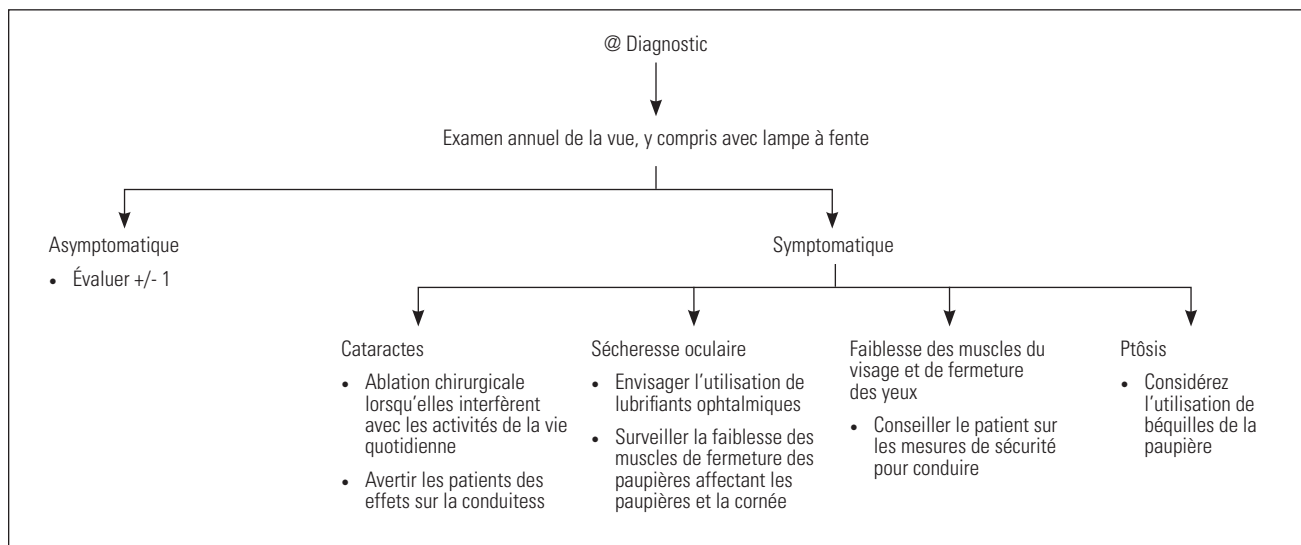 @ Diagnostic
Examen annuel de la vue, y compris avec lampe à fente
Asymptomatique
• Évaluer +/- 1
Symptomatique
Cataractes
• Ablation chirurgicale
lorsqu'elles interfèrent
avec les activités de la vie
quotidienne
• Avertir les patients des
effets sur la conduitess
Sécheresse oculaire
• Envisager l'utilisation de
lubrifiants ophtalmiques
• Surveiller la faiblesse des
muscles de fermeture des
paupières affectant les
paupières et la cornée
Faiblesse des muscles du
visage et de fermeture
des yeux
• Conseiller le patient sur
les mesures de sécurité
pour conduire
Ptôsis
• Considérez
l'utilisation de
béquilles de la
paupière